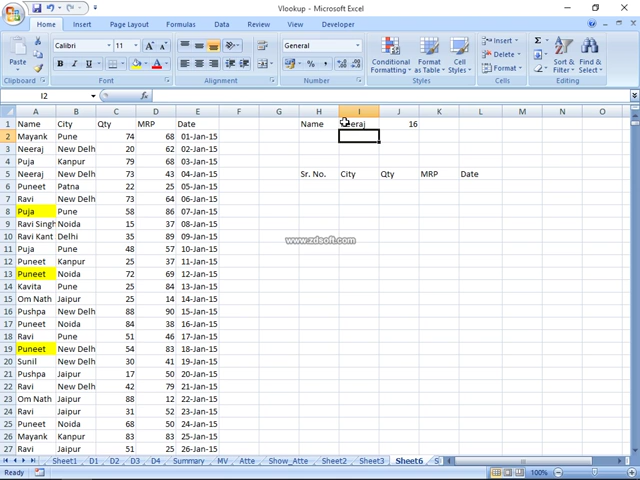 Vlookup - Microsoft Excel
Home Insert Page Layout Formulas Data Review View Developer
Paste Calibri 11 General Conditional Formatting Format as Table Cell Styles Insert Delete Format Sort & Filter Find & Select
Clipboard Font Alignment Number Styles Cells Editing
I2 fx
A B C D E F G H I J K L M N O
1 Name City Qty MRP Date Name Neeraj 16
2 Mayank Pune 74 68 01-Jan-15
3 Neeraj New Delh 20 62 02-Jan-15
4 Puja Kanpur 79 68 03-Jan-15
5 Neeraj New Delh 73 43 04-Jan-15 Sr. No. City Qty MRP Date
6 Puneet Patna 22 25 05-Jan-15
7 Ravi New Delh 73 64 06-Jan-15
8 Puja Pune 58 86 07-Jan-15
9 Ravi Singh Noida 15 37 08-Jan-15
10 Ravi Kant Delhi 35 89 09-Jan-15
www.zdsoft.com
11 Puja Pune 48 57 10-Jan-15
12 Puneet Kanpur 25 37 11-Jan-15
13 Puneet Noida 72 69 12-Jan-15
14 Kavita Pune 25 84 13-Jan-15
15 Om Nath Jaipur 25 14 14-Jan-15
16 Pushpa New Delh 88 90 15-Jan-15
17 Puneet Noida 84 38 16-Jan-15
18 Ravi Pune 51 46 17-Jan-15
19 Puneet New Delh 54 83 18-Jan-15
20 Sunil New Delh 30 41 19-Jan-15
21 Pushpa Jaipur 17 50 20-Jan-15
22 Ravi New Delh 42 79 21-Jan-15
23 Om Nath Jaipur 88 12 22-Jan-15
24 Ravi Jaipur 31 52 23-Jan-15
25 Puneet Noida 68 50 24-Jan-15
26 Mayank Kanpur 83 83 25-Jan-15
27 Ravi Jaipur 51 25 26-Jan-15
Sheet1 D1 D2 D3 D4 Summary MV Atte Show_Atte Sheet2 Sheet3 Sheet6 S
Ready 100%